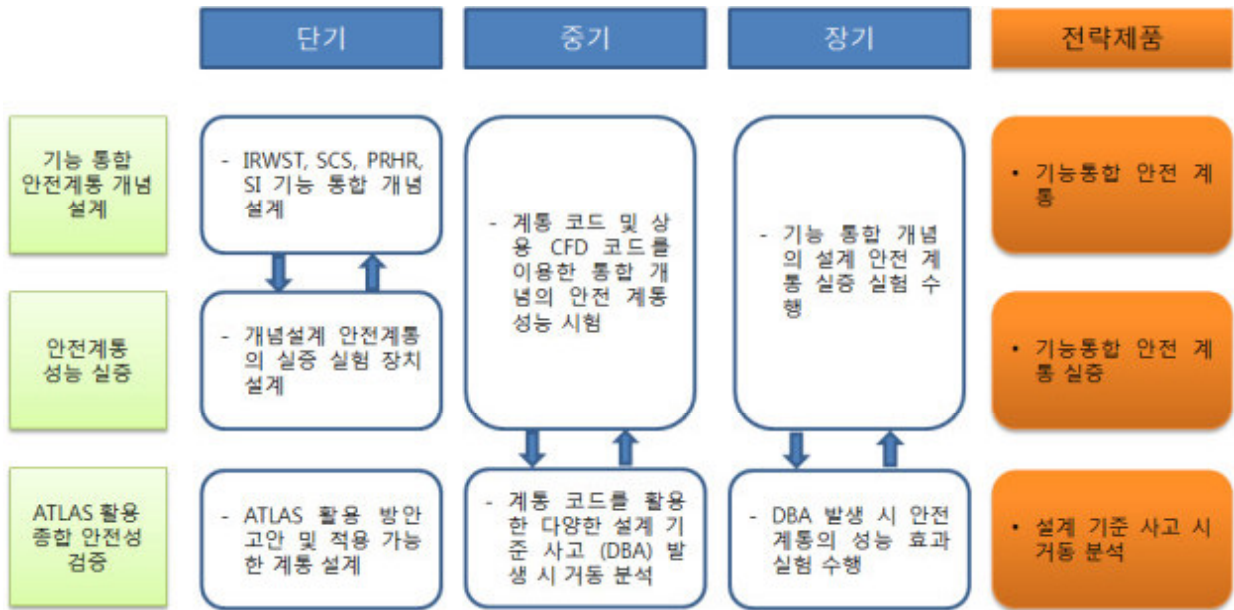 단기
중기
장기
전략제품
기능 통합
안전계통 개념
설계
- IRWST, SCS, PRHR,
SI 기능 통합 개념
설계
- 계통 코드 및 상
용 CFD 코드를
이용한 통합 개
념의 안전 계통
성능 시험
- 기능 통합 개념
의 설계 안전 계
통 실증 실험 수
행
• 기능통합 안전 계
통
안전계통
성능 실증
- 개념설계 안전계통
의 실증 실험 장치
설계
• 기능통합 안전 계
통 실증
ATLAS 활용
종합 안전성
검증
- ATLAS 활용 방안
고안 및 적용 가능
한 계통 설계
- 계통 코드를 활용
한 다양한 설계 기
준 사고 (DBA) 발
생 시 거동 분석
- DBA 발생 시 안전
계통의 성능 효과
실험 수행
• 설계 기준 사고 시
거동 분석